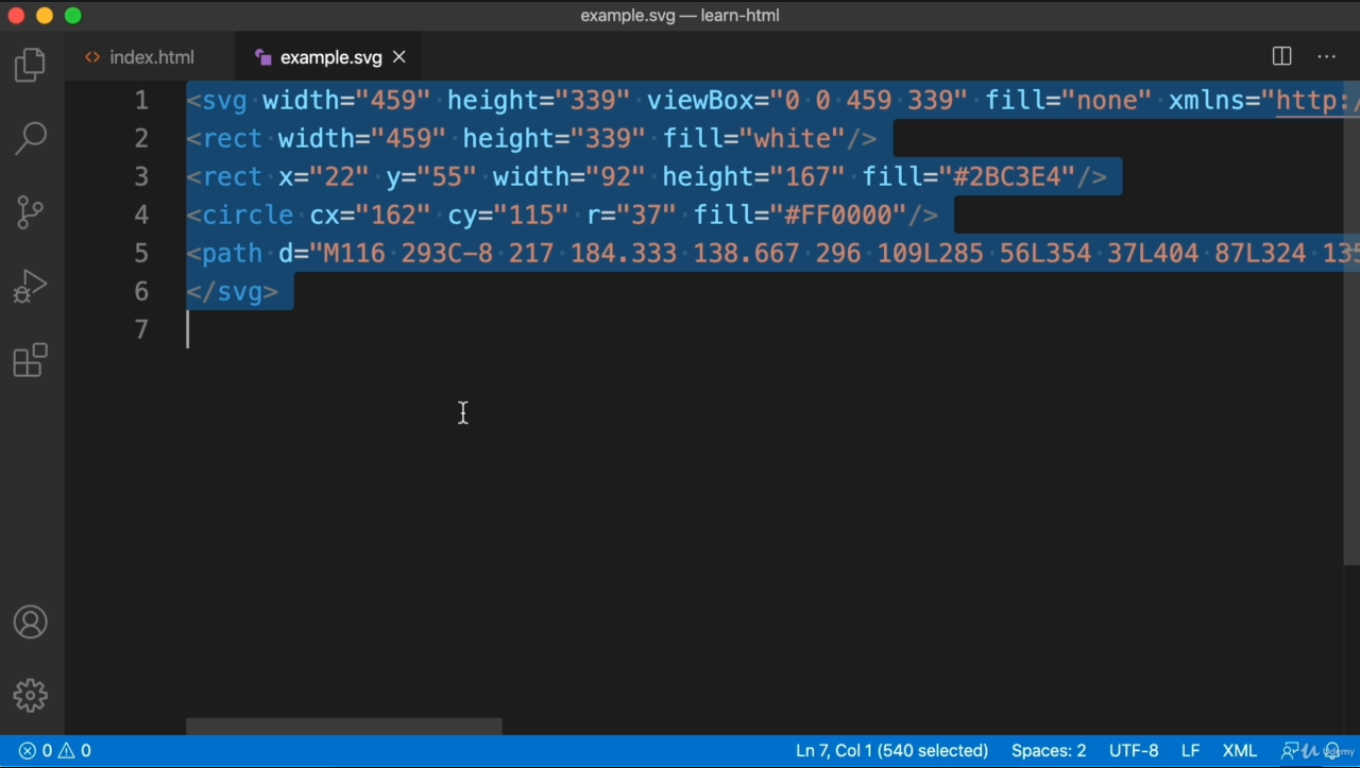 example.svg — learn-html
index.html
example.svg
1 <svg width="459" height="339" viewBox="0 0 459 339" fill="none" xmlns="http:/
2 <rect width="459" height="339" fill="white"/>
3 <rect x="22" y="55" width="92" height="167" fill="#2BC3E4"/>
4 <circle cx="162" cy="115" r="37" fill="#FF0000"/>
5 <path d="M116 293C-8 217 184.333 138.667 296 109L285 56L354 37L404 87L324 135
6 </svg>
7
0 0 Ln 7, Col 1 (540 selected) Spaces: 2 UTF-8 LF XML Udemy